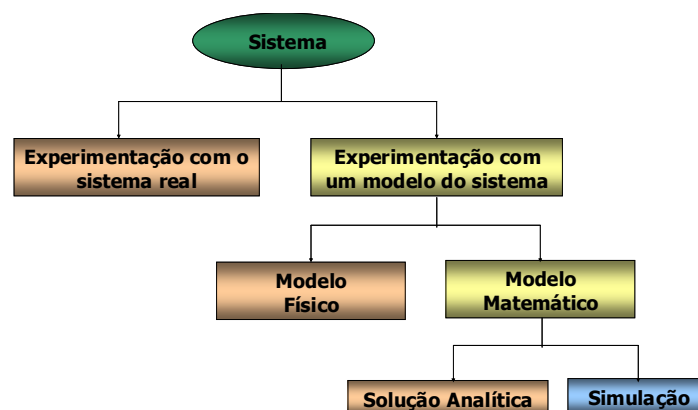 Sistema
Experimentação com o
sistema real
Experimentação com
um modelo do sistema
Modelo
Físico
Modelo
Matemático
Solução Analítica
Simulação